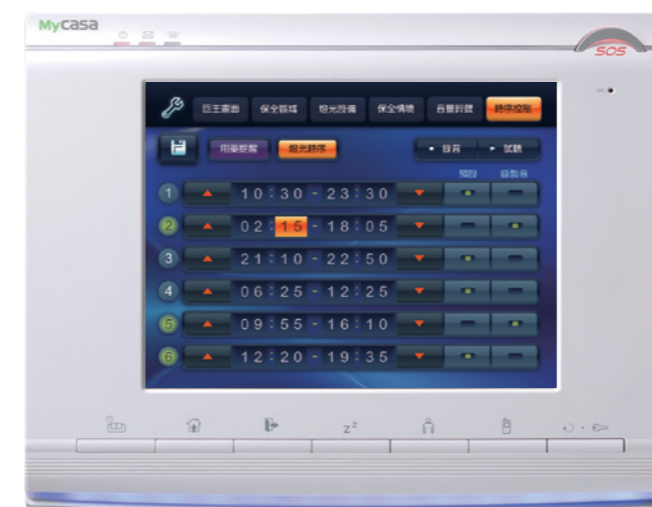 Mycasa
SOS
回主畫面 保全區域 燈光設備 保全情境 音量鈴聲 時序控制
用藥提醒 燈光時序 • 錄音 ▸ 試聽
預設 錄製音
1 10:30-23:30
2 02:15-18:05
3 21:10-22:50
4 06:25-12:25
5 09:55-16:10
6 12:20-19:35
z z